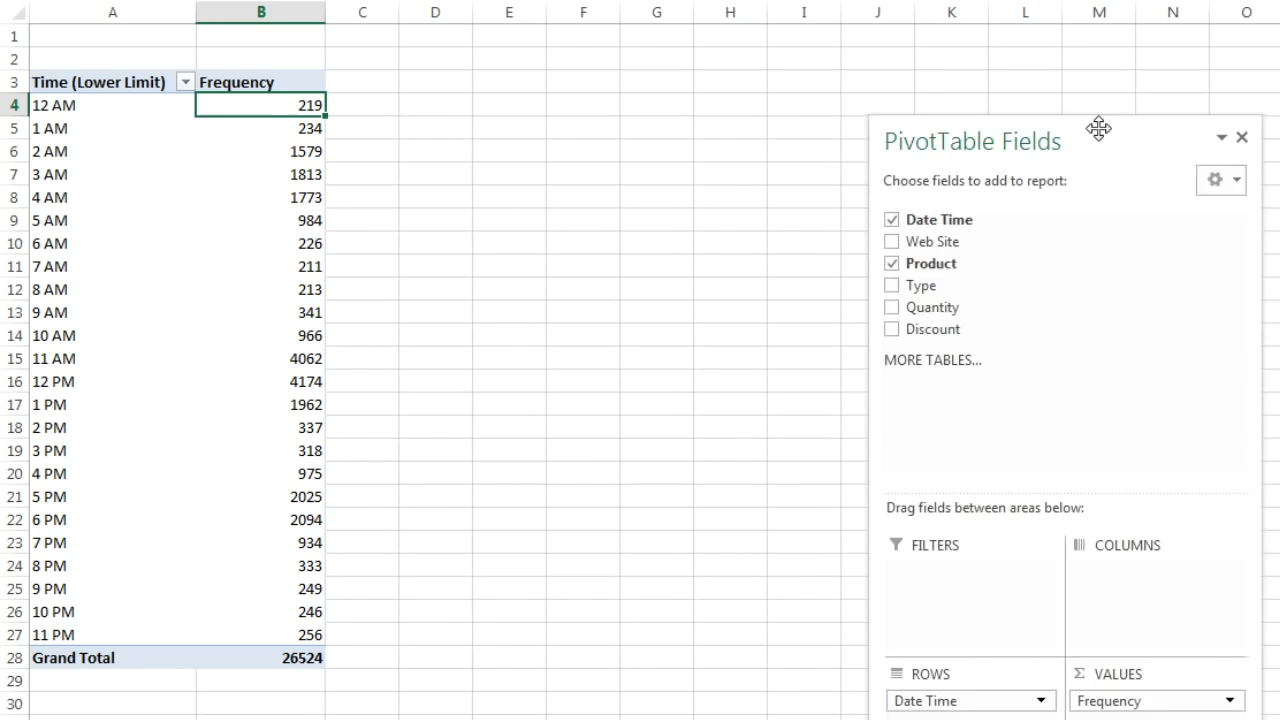 A B C D E F G H I J K L M N O
1
2
3 Time (Lower Limit) Frequency
4 12 AM 219
5 1 AM 234
6 2 AM 1579
7 3 AM 1813
8 4 AM 1773
9 5 AM 984
10 6 AM 226
11 7 AM 211
12 8 AM 213
13 9 AM 341
14 10 AM 966
15 11 AM 4062
16 12 PM 4174
17 1 PM 1962
18 2 PM 337
19 3 PM 318
20 4 PM 975
21 5 PM 2025
22 6 PM 2094
23 7 PM 934
24 8 PM 333
25 9 PM 249
26 10 PM 246
27 11 PM 256
28 Grand Total 26524
29
30
PivotTable Fields
Choose fields to add to report:
Date Time
Web Site
Product
Type
Quantity
Discount
MORE TABLES...
Drag fields between areas below:
FILTERS
COLUMNS
ROWS
Date Time
VALUES
Frequency